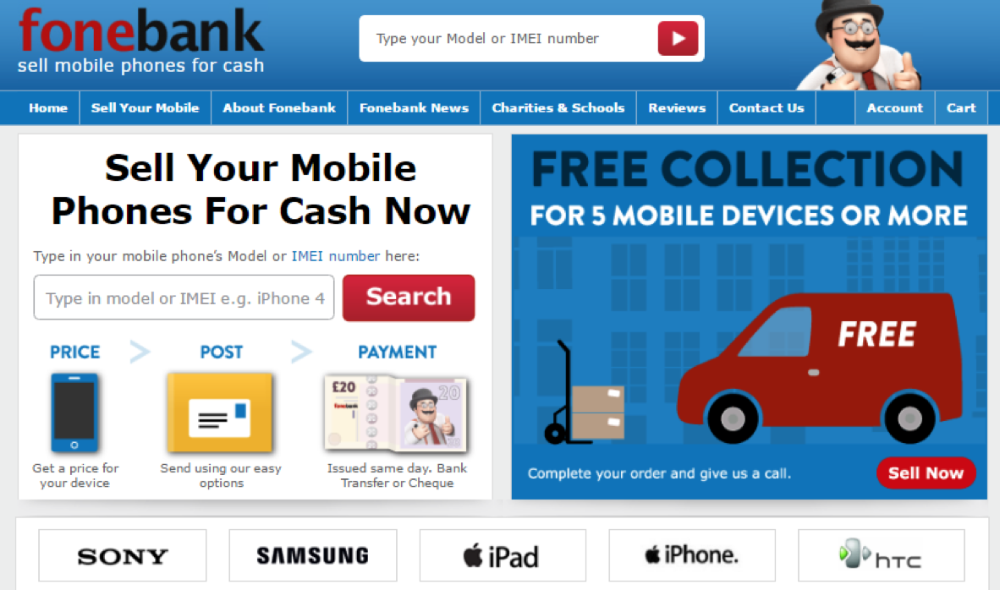 fonebank
sell mobile phones for cash
Type your Model or IMEI number
Home
Sell Your Mobile
About Fonebank
Fonebank News
Charities & Schools
Reviews
Contact Us
Account
Cart
Sell Your Mobile
Phones For Cash Now
Type in your mobile phone's Model or IMEI number here:
Type in model or IMEI e.g. iPhone 4
Search
PRICE
POST
PAYMENT
£20
fonebank
20
Get a price for
your device
Send using our easy
options
Issued same day. Bank
Transfer or Cheque
FREE COLLECTION
FOR 5 MOBILE DEVICES OR MORE
FREE
Complete your order and give us a call.
Sell Now
SONY
SAMSUNG
iPad
iPhone.
hTC